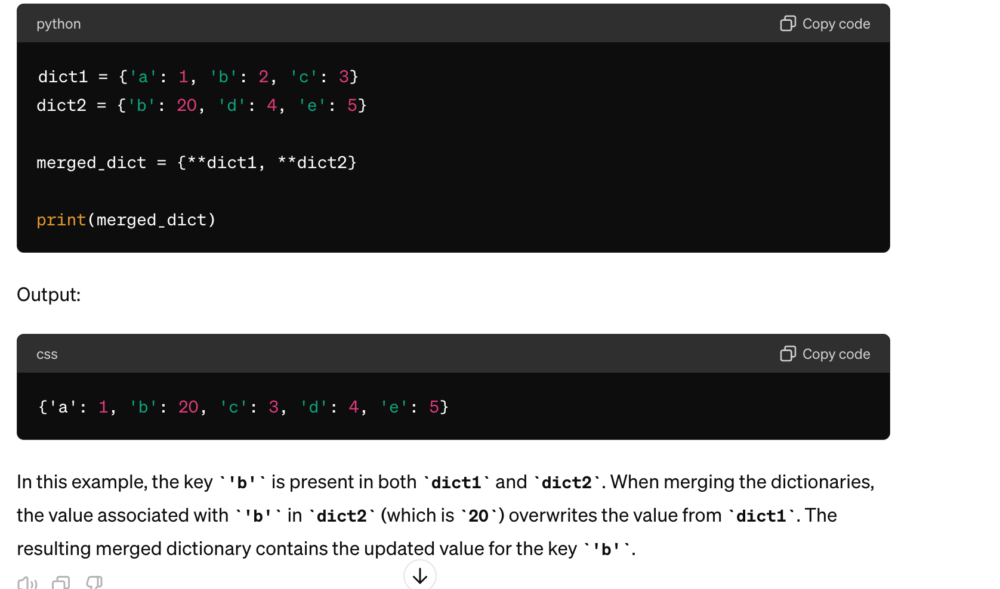 python
Copy code
dict1 = {'a': 1, 'b': 2, 'c': 3}
dict2 = {'b': 20, 'd': 4, 'e': 5}
merged_dict = {**dict1, **dict2}
print(merged_dict)
Output:
css
Copy code
{'a': 1, 'b': 20, 'c': 3, 'd': 4, 'e': 5}
In this example, the key `'b'` is present in both `dict1` and `dict2`. When merging the dictionaries,
the value associated with `'b'` in `dict2` (which is `20`) overwrites the value from `dict1`. The
resulting merged dictionary contains the updated value for the key `'b'`.